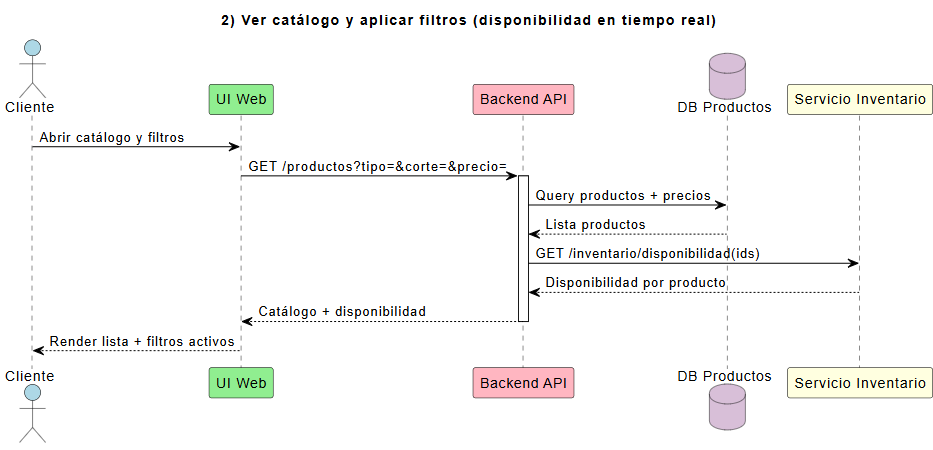 2) Ver catálogo y aplicar filtros (disponibilidad en tiempo real)
Cliente
UI Web
Backend API
DB Productos
Servicio Inventario
Abrir catálogo y filtros
GET /productos?tipo=&corte=&precio=
Query productos + precios
Lista productos
GET /inventario/disponibilidad(ids)
Disponibilidad por producto
Catálogo + disponibilidad
Render lista + filtros activos
Cliente
UI Web
Backend API
DB Productos
Servicio Inventario